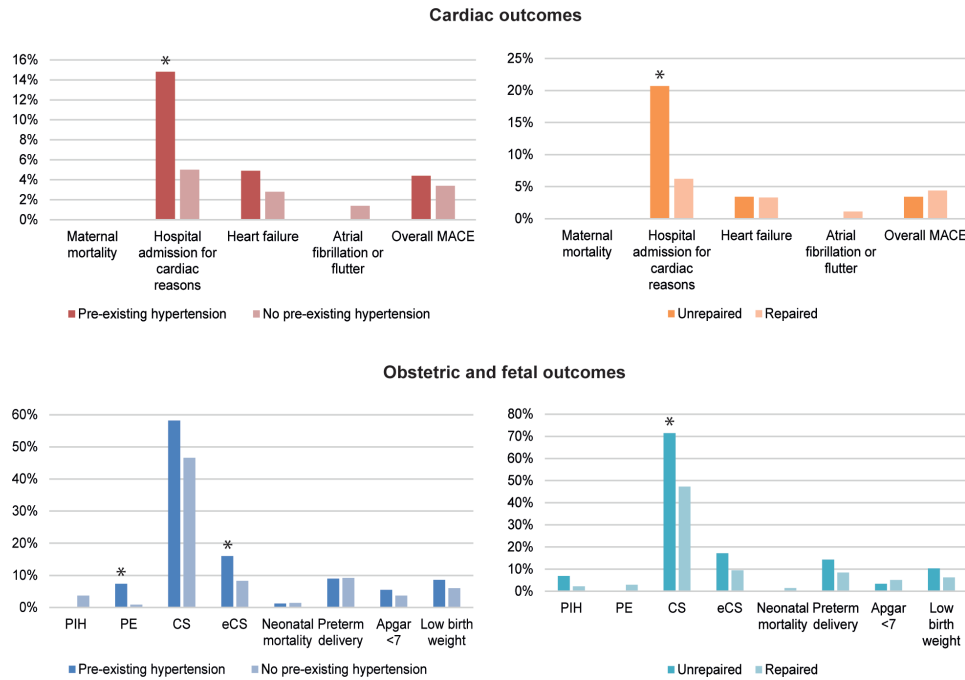 Cardiac outcomes
16%
14%
12%
10%
8%
6%
4%
2%
0%
*
Maternal
mortality
Hospital
admission for
cardiac
reasons
Heart failure
Atrial
fibrillation or
flutter
Overall MACE
Pre-existing hypertension
No pre-existing hypertension
25%
20%
15%
10%
5%
0%
*
Maternal
mortality
Hospital
admission for
cardiac
reasons
Heart failure
Atrial
fibrillation or
flutter
Overall MACE
Unrepaired
Repaired
Obstetric and fetal outcomes
60%
50%
40%
30%
20%
10%
0%
*
*
PIH
PE
CS
eCS
Neonatal
mortality
Preterm
delivery
Apgar
<7
Low birth
weight
Pre-existing hypertension
No pre-existing hypertension
80%
70%
60%
50%
40%
30%
20%
10%
0%
*
PIH
PE
CS
eCS
Neonatal
mortality
Preterm
delivery
Apgar
<7
Low
birth
weight
Unrepaired
Repaired